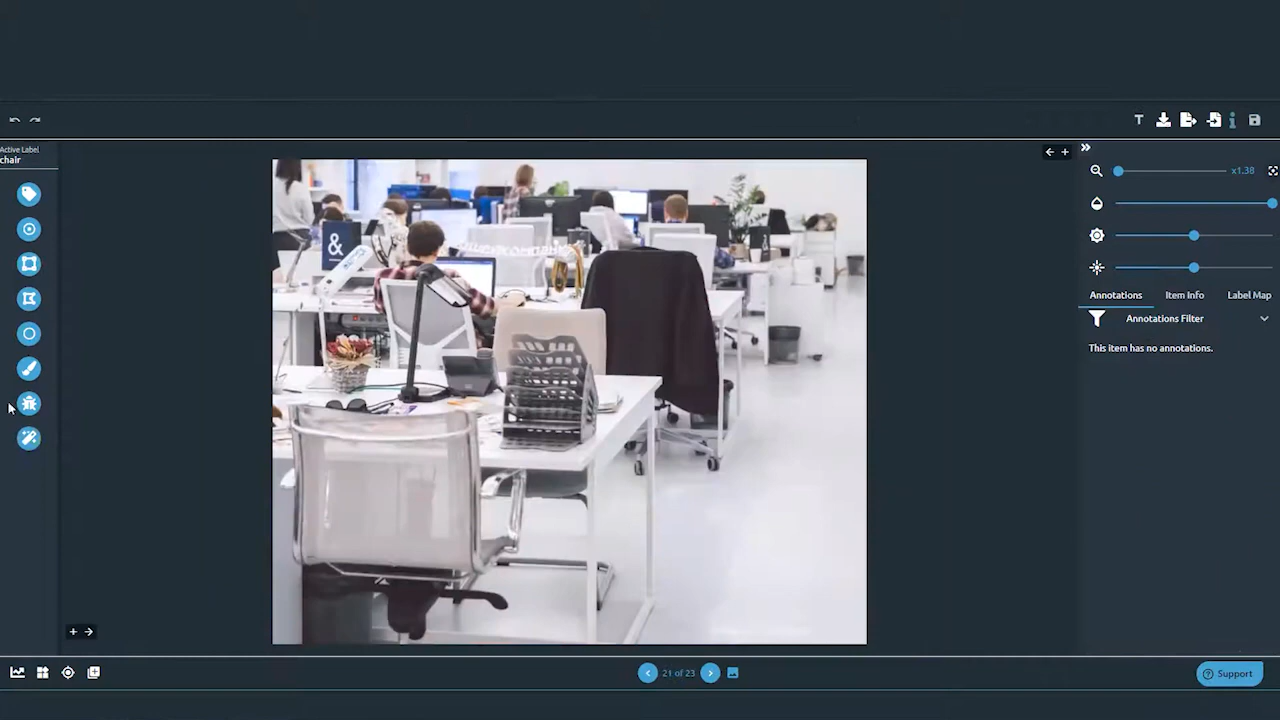 Active Label
chair
T
x1.38
Annotations
Item Info
Label Map
Annotations Filter
This item has no annotations.
&
21 of 23
Support